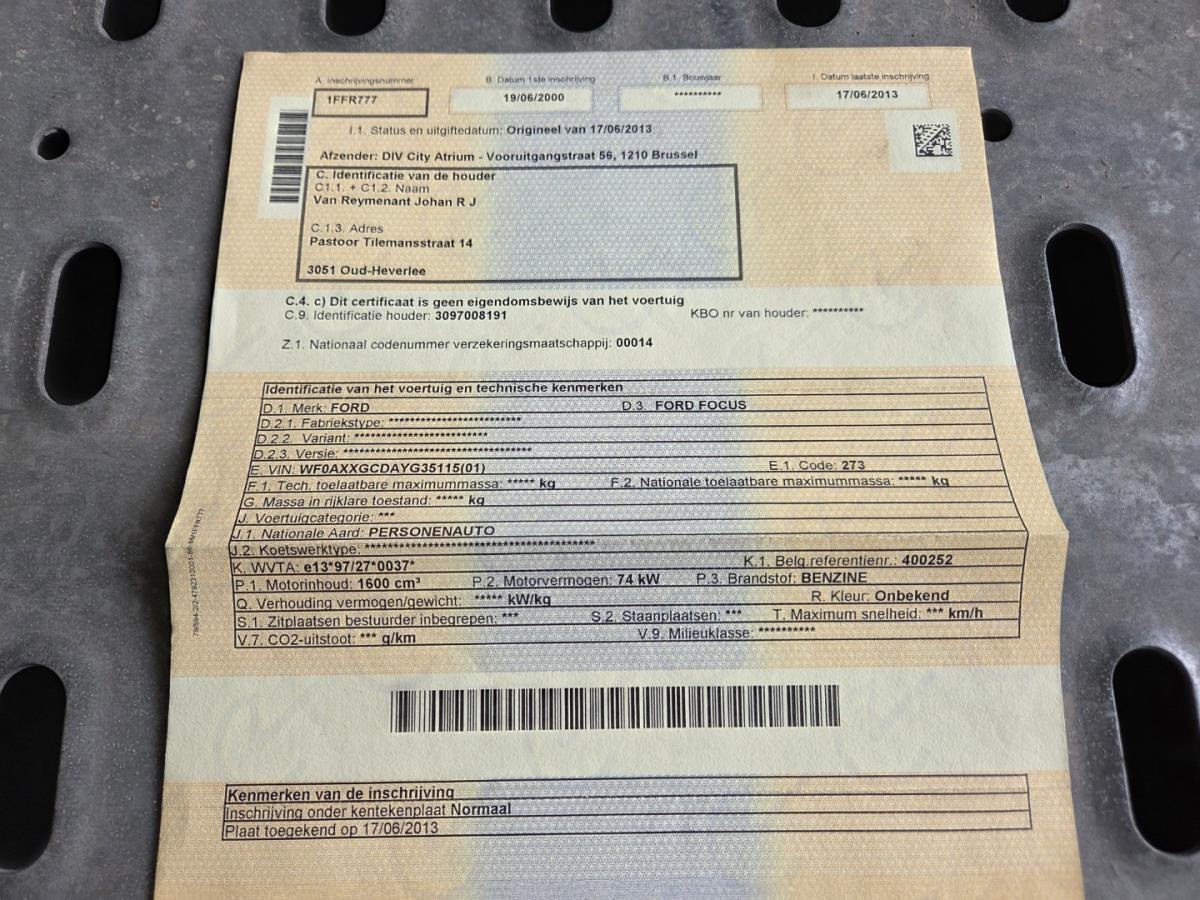 A. Inschrijvingsnummer B. Datum 1ste inschrijving B.1. Bouwjaar I. Datum laatste inschrijving
1FFR777 19/06/2000 ********** 17/06/2013
I.1. Status en uitgiftedatum: Origineel van 17/06/2013
Afzender: DIV City Atrium - Vooruitgangstraat 56, 1210 Brussel
C. Identificatie van de houder
C1.1. + C1.2. Naam
Van Reymenant Johan R J
C.1.3. Adres
Pastoor Tilemansstraat 14
3051 Oud-Heverlee
C.4. c) Dit certificaat is geen eigendomsbewijs van het voertuig
C.9. Identificatie houder: 3097008191 KBO nr van houder: **********
Z.1. Nationaal codenummer verzekeringsmaatschappij: 00014
Identificatie van het voertuig en technische kenmerken
D.1. Merk: FORD D.3. FORD FOCUS
D.2.1. Fabriekstype: *************************
D.2.2. Variant: *************************
D.2.3. Versie: ***********************************
E. VIN: WF0AXXGCDAYG35115(01) E.1. Code: 273
F.1. Tech. toelaatbare maximummassa: ***** kg F.2. Nationale toelaatbare maximummassa: ***** kg
G. Massa in rijklare toestand: ***** kg
J. Voertuigcategorie: ***
J.1. Nationale Aard: PERSONENAUTO
J.2. Koetswerktype: ******************************************
K. WVTA: e13*97/27*0037* K.1. Belg.referentienr.: 400252
P.1. Motorinhoud: 1600 cm³ P.2. Motorvermogen: 74 kW P.3. Brandstof: BENZINE
Q. Verhouding vermogen/gewicht: ***** kW/kg R. Kleur: Onbekend
S.1. Zitplaatsen bestuurder inbegrepen: *** S.2. Staanplaatsen: *** T. Maximum snelheid: *** km/h
V.7. CO2-uitstoot: *** g/km V.9. Milieuklasse: **********
Kenmerken van de inschrijving
Inschrijving onder kentekenplaat Normaal
Plaat toegekend op 17/06/2013